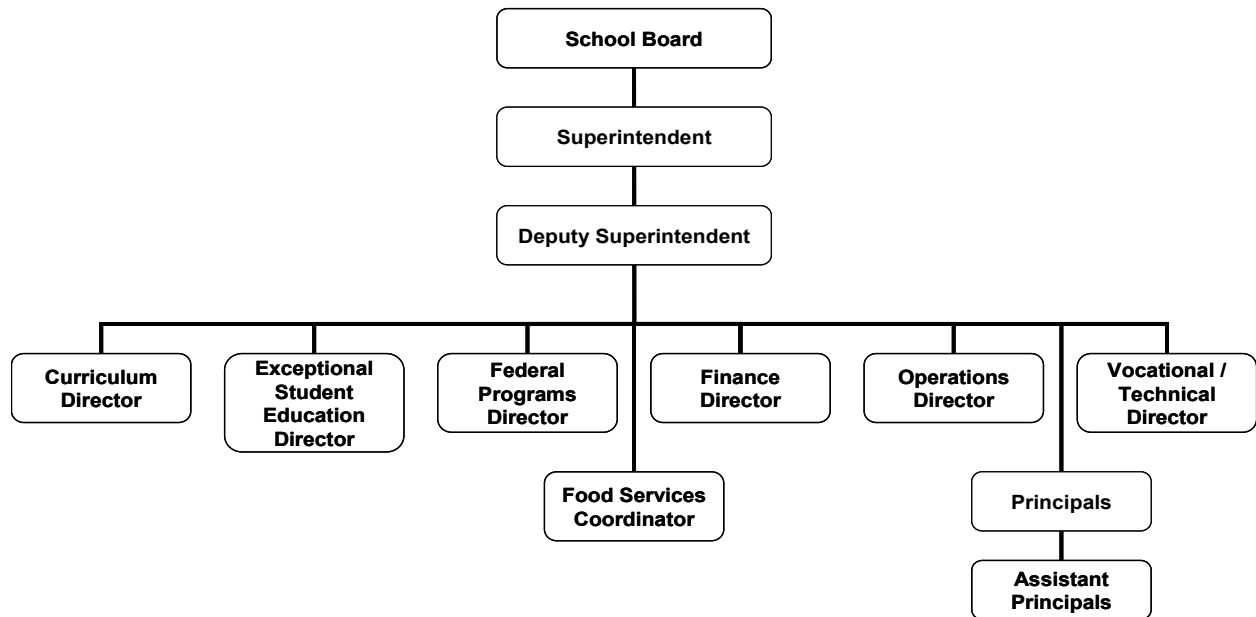 School Board
Superintendent
Deputy Superintendent
Curriculum
Director
Exceptional
Student
Education
Director
Federal
Programs
Director
Finance
Director
Operations
Director
Vocational /
Technical
Director
Food Services
Coordinator
Principals
Assistant
Principals